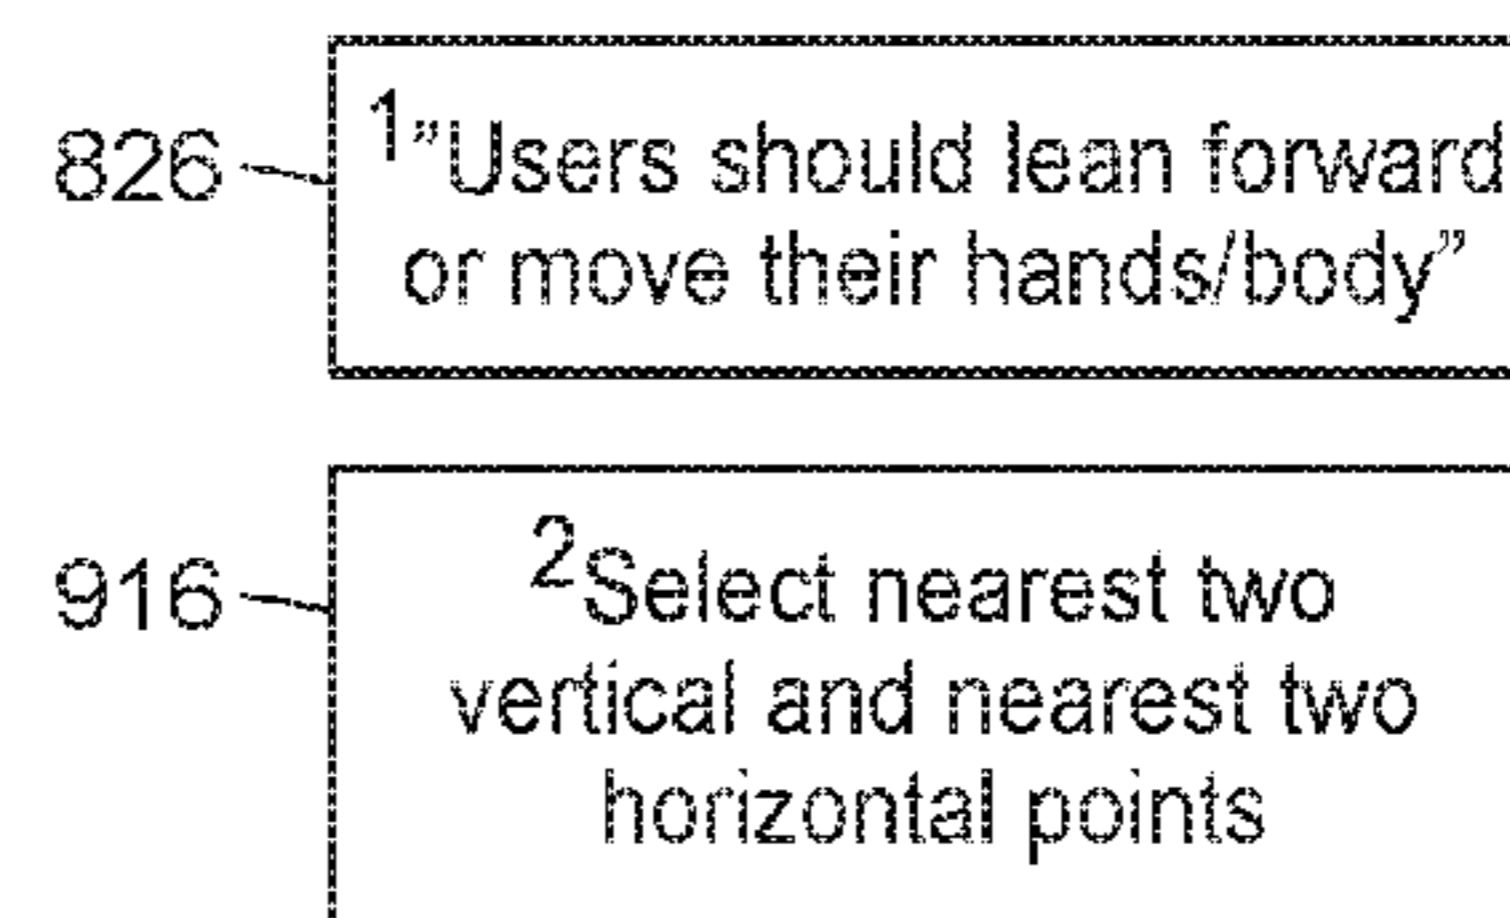 826
¹”Users should lean forward
or move their hands/body”
916
²Select nearest two
vertical and nearest two
horizontal points